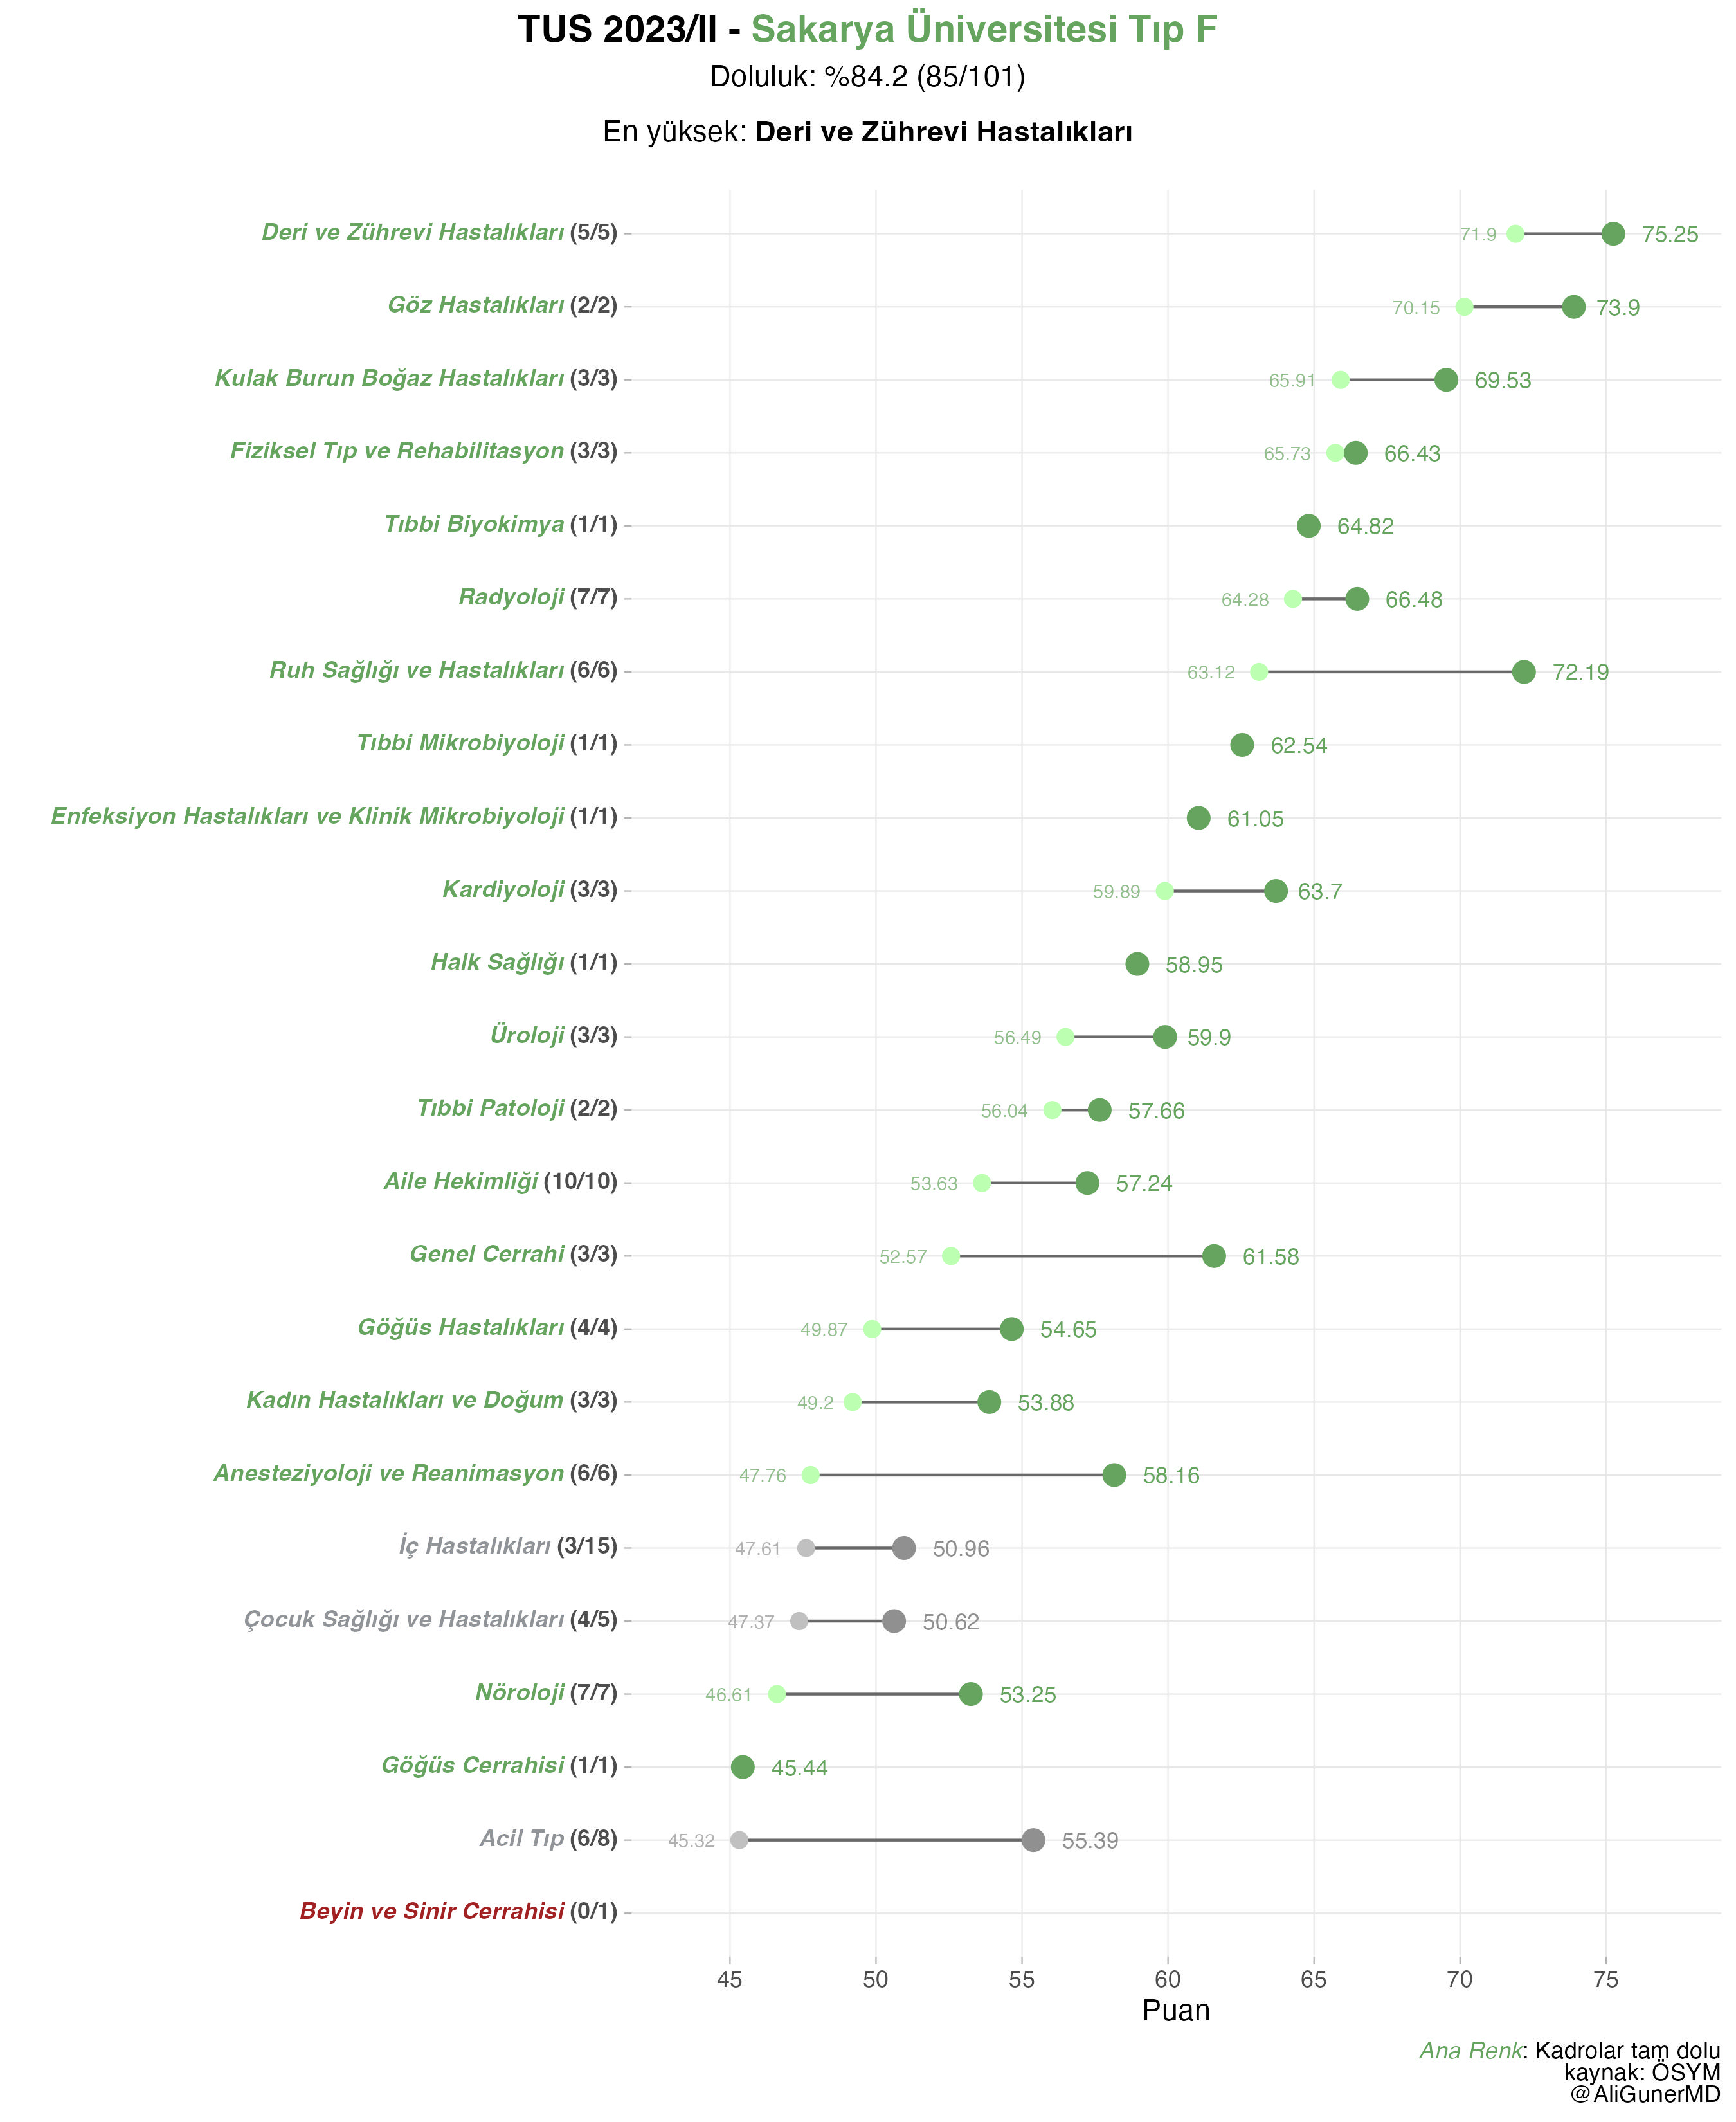 TUS 2023/II - Sakarya Üniversitesi Tıp F
Doluluk: %84.2 (85/101)
En yüksek: Deri ve Zührevi Hastalıkları
Deri ve Zührevi Hastalıkları (5/5) 71.9 75.25
Göz Hastalıkları (2/2) 70.15 73.9
Kulak Burun Boğaz Hastalıkları (3/3) 65.91 69.53
Fiziksel Tıp ve Rehabilitasyon (3/3) 65.73 66.43
Tıbbi Biyokimya (1/1) 64.82
Radyoloji (7/7) 64.28 66.48
Ruh Sağlığı ve Hastalıkları (6/6) 63.12 72.19
Tıbbi Mikrobiyoloji (1/1) 62.54
Enfeksiyon Hastalıkları ve Klinik Mikrobiyoloji (1/1) 61.05
Kardiyoloji (3/3) 59.89 63.7
Halk Sağlığı (1/1) 58.95
Üroloji (3/3) 56.49 59.9
Tıbbi Patoloji (2/2) 56.04 57.66
Aile Hekimliği (10/10) 53.63 57.24
Genel Cerrahi (3/3) 52.57 61.58
Göğüs Hastalıkları (4/4) 49.87 54.65
Kadın Hastalıkları ve Doğum (3/3) 49.2 53.88
Anesteziyoloji ve Reanimasyon (6/6) 47.76 58.16
İç Hastalıkları (3/15) 47.61 50.96
Çocuk Sağlığı ve Hastalıkları (4/5) 47.37 50.62
Nöroloji (7/7) 46.61 53.25
Göğüs Cerrahisi (1/1) 45.44
Acil Tıp (6/8) 45.32 55.39
Beyin ve Sinir Cerrahisi (0/1)
45 50 55 60 65 70 75
Puan
Ana Renk: Kadrolar tam dolu
kaynak: ÖSYM
@AliGunerMD